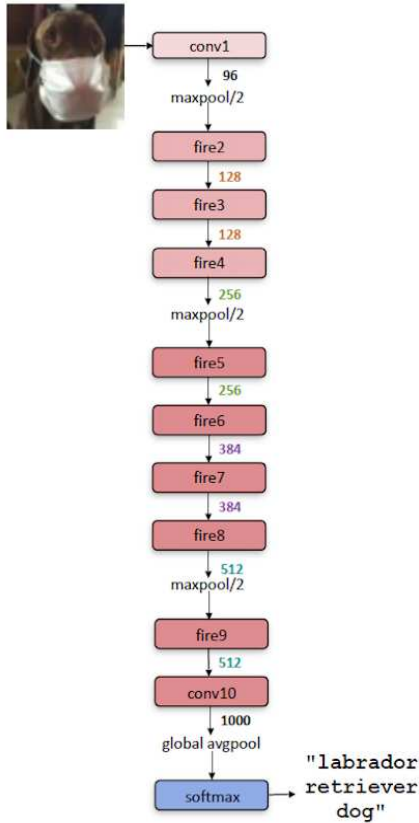 conv1
96
maxpool/2
fire2
128
fire3
128
fire4
256
maxpool/2
fire5
256
fire6
384
fire7
384
fire8
512
maxpool/2
fire9
512
conv10
1000
global avgpool
softmax
"labrador
retriever
dog"